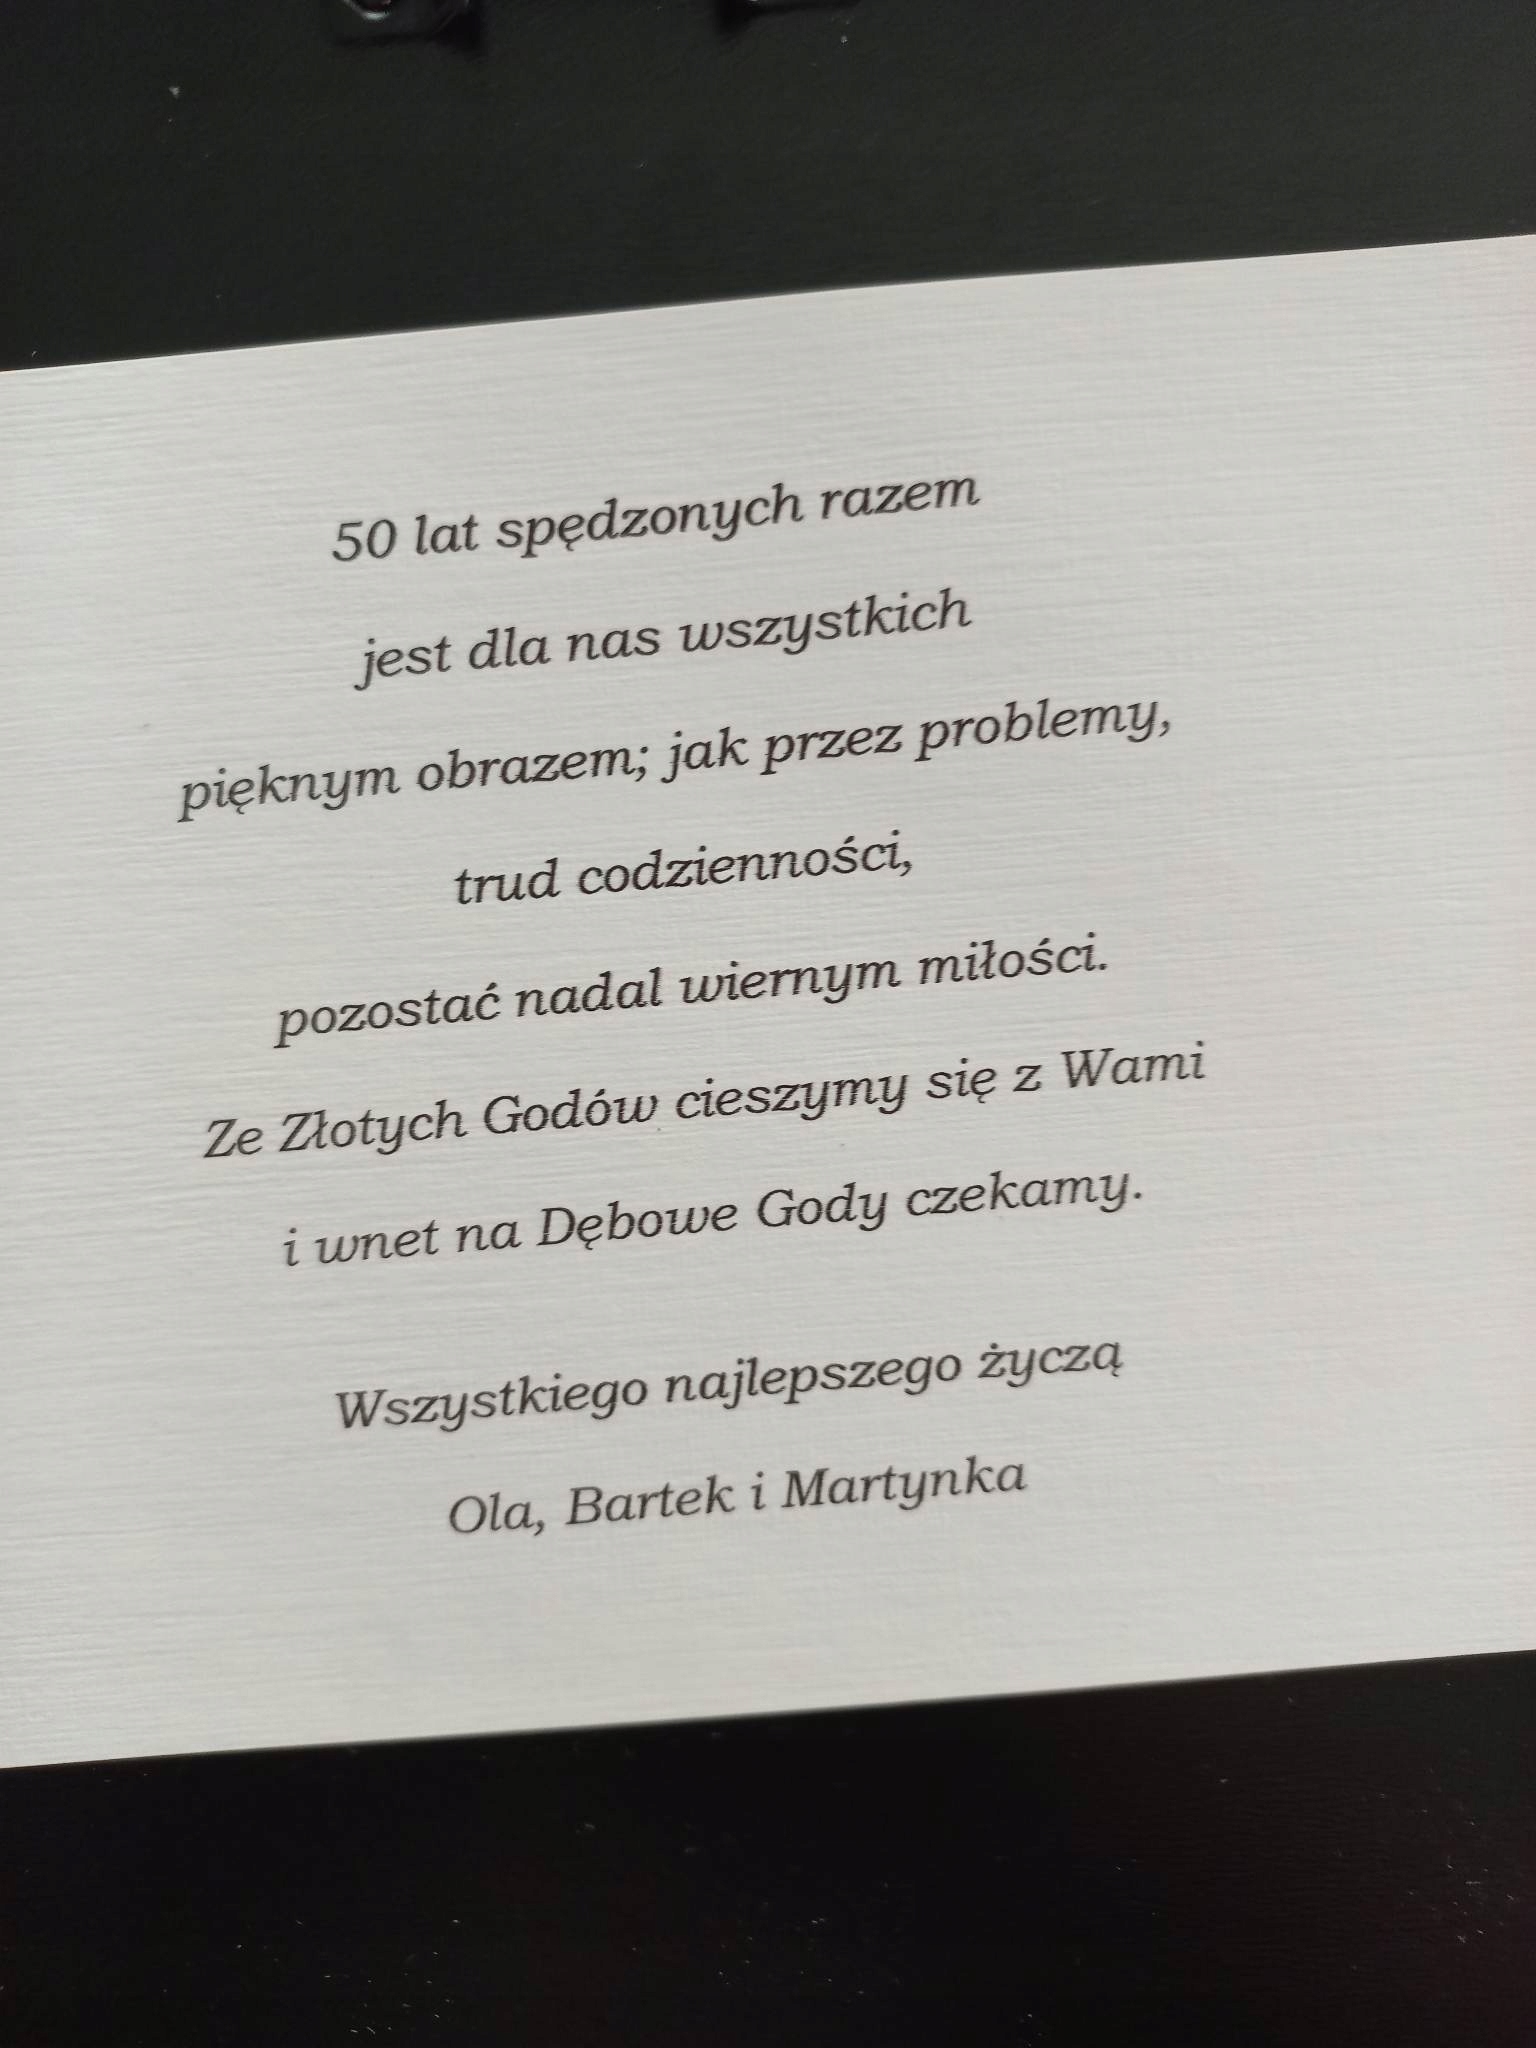 50 lat spędzonych razem
jest dla nas wszystkich
pięknym obrazem; jak przez problemy,
trud codzienności,
pozostać nadal wiernym miłości.
Ze Złotych Godów cieszymy się z Wami
i wnet na Dębowe Gody czekamy.
Wszystkiego najlepszego życzą
Ola, Bartek i Martynka